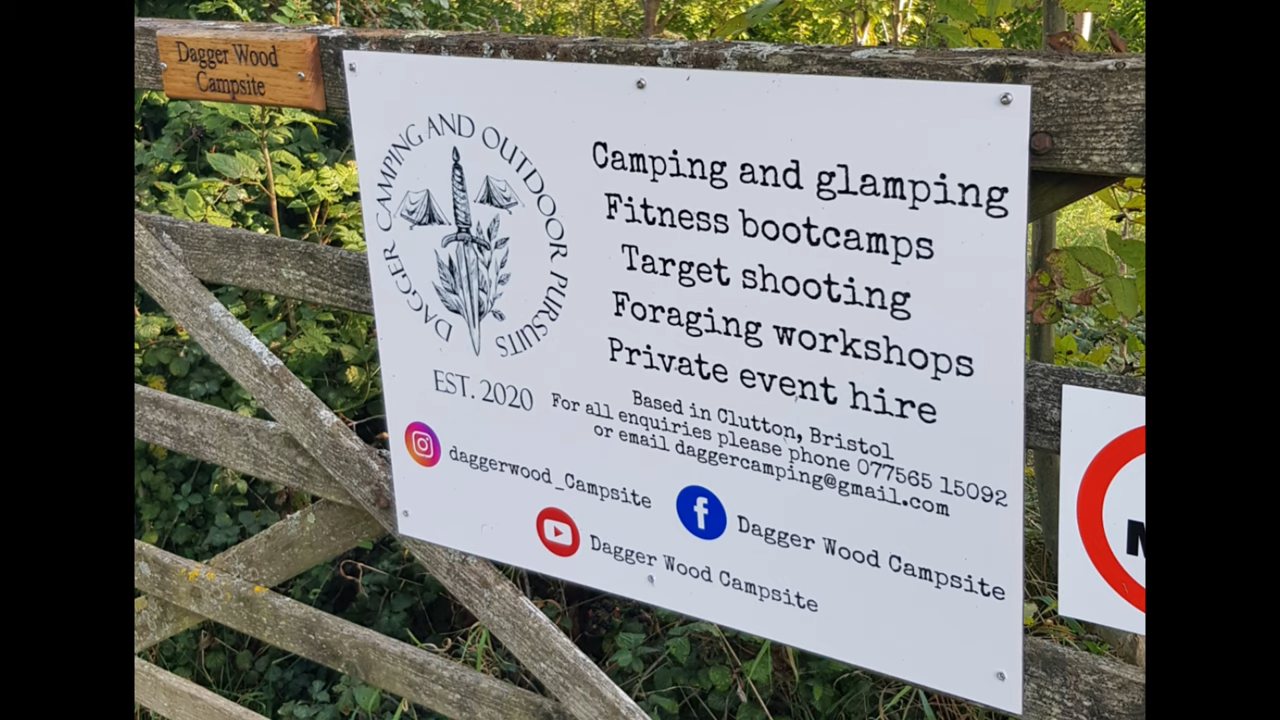 Dagger Wood
Campsite
DAGGER CAMPING AND OUTDOOR PURSUITS
EST. 2020
Camping and glamping
Fitness bootcamps
Target shooting
Foraging workshops
Private event hire
Based in Clutton, Bristol
For all enquiries please phone 077565 15092
or email daggercamping@gmail.com
daggerwood_Campsite
Dagger Wood Campsite
Dagger Wood Campsite